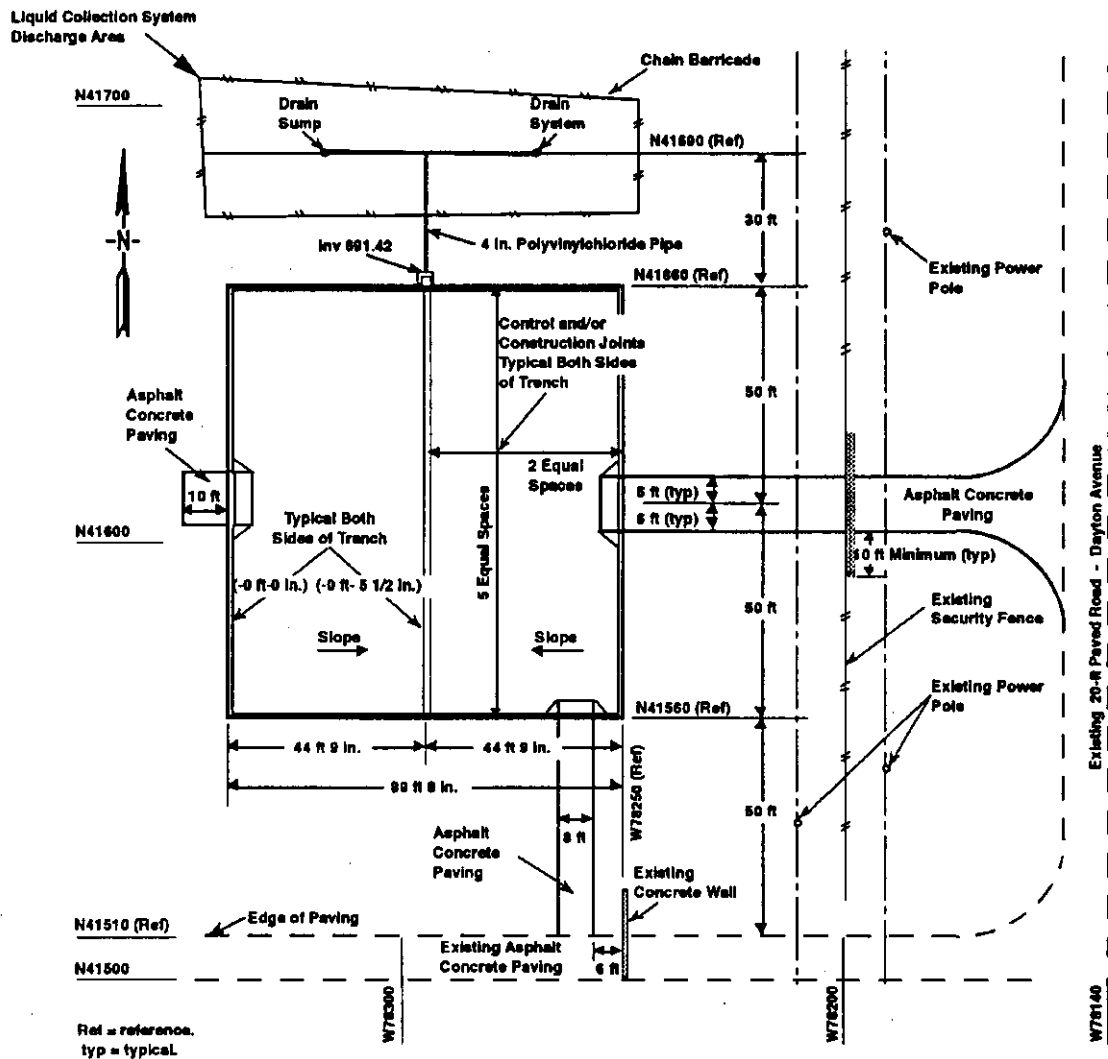 Liquid Collection System
Discharge Area
Chain Barricade
N41700
Drain
Sump
Drain
System
N41690 (Ref)
30 ft
-N-
Inv 691.42
4 in. Polyvinylchloride Pipe
N41660 (Ref)
Existing Power
Pole
Control and/or
Construction Joints
Typical Both Sides
of Trench
50 ft
Asphalt
Concrete
Paving
2 Equal
Spaces
10 ft
6 ft (typ)
6 ft (typ)
Asphalt Concrete
Paving
N41600
Typical Both
Sides of Trench
5 Equal Spaces
10 ft Minimum (typ)
(-0 ft-0 in.)
(-0 ft- 5 1/2 in.)
50 ft
Existing
Security Fence
Slope
Slope
Existing Power
Pole
N41560 (Ref)
44 ft 9 in.
44 ft 9 in.
89 ft 6 in.
W78250 (Ref)
50 ft
8 ft
Asphalt
Concrete
Paving
Existing
Concrete Wall
Existing 20-ft Paved Road - Dayton Avenue
N41510 (Ref)
Edge of Paving
Existing Asphalt
Concrete Paving
6 ft
N41500
W78300
W78200
W78140
Ref = reference.
typ = typical.